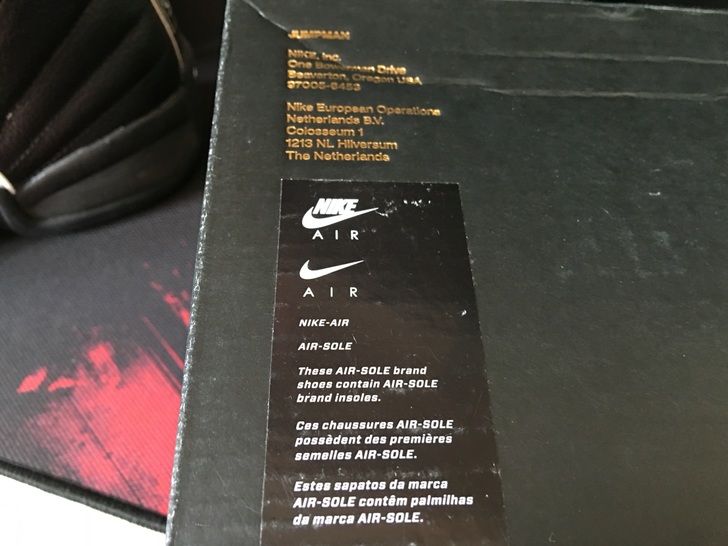 JUMPMAN
NIKE, Inc.
One Bowerman Drive
Beaverton, Oregon USA
97005-6453
Nike European Operations
Netherlands B.V.
Colosseum 1
1213 NL Hilversum
The Netherlands
NIKE
AIR
AIR
NIKE-AIR
AIR-SOLE
These AIR-SOLE brand
shoes contain AIR-SOLE
brand insoles.
Ces chaussures AIR-SOLE
possèdent des premières
semelles AIR-SOLE.
Estes sapatos da marca
AIR-SOLE contêm palmilhas
da marca AIR-SOLE.